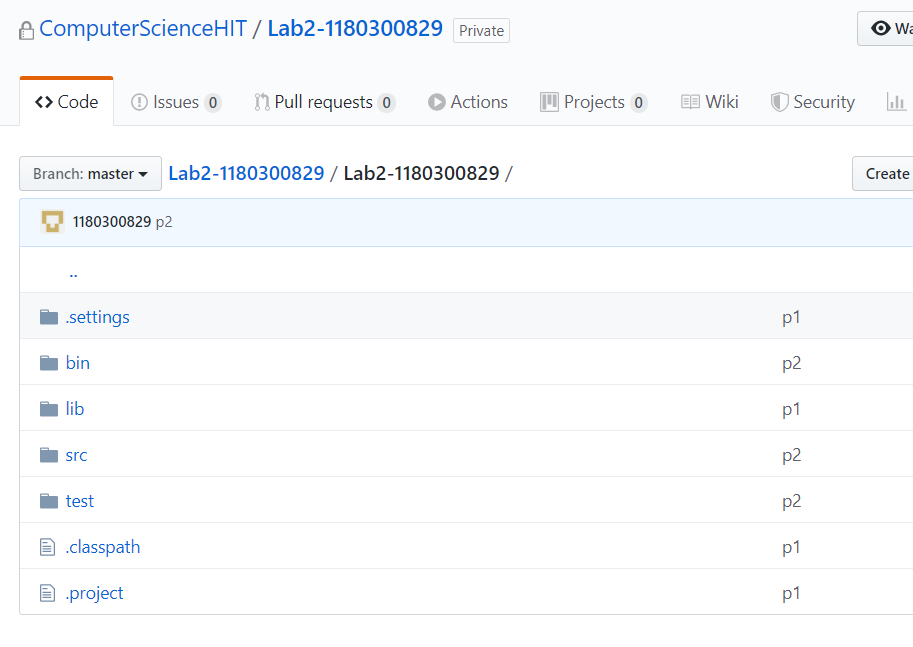 ComputerScienceHIT / Lab2-1180300829 Private
Code Issues 0 Pull requests 0 Actions Projects 0 Wiki Security
Branch: master Lab2-1180300829 / Lab2-1180300829 / Create
1180300829 p2
..
.settings p1
bin p2
lib p1
src p2
test p2
.classpath p1
.project p1